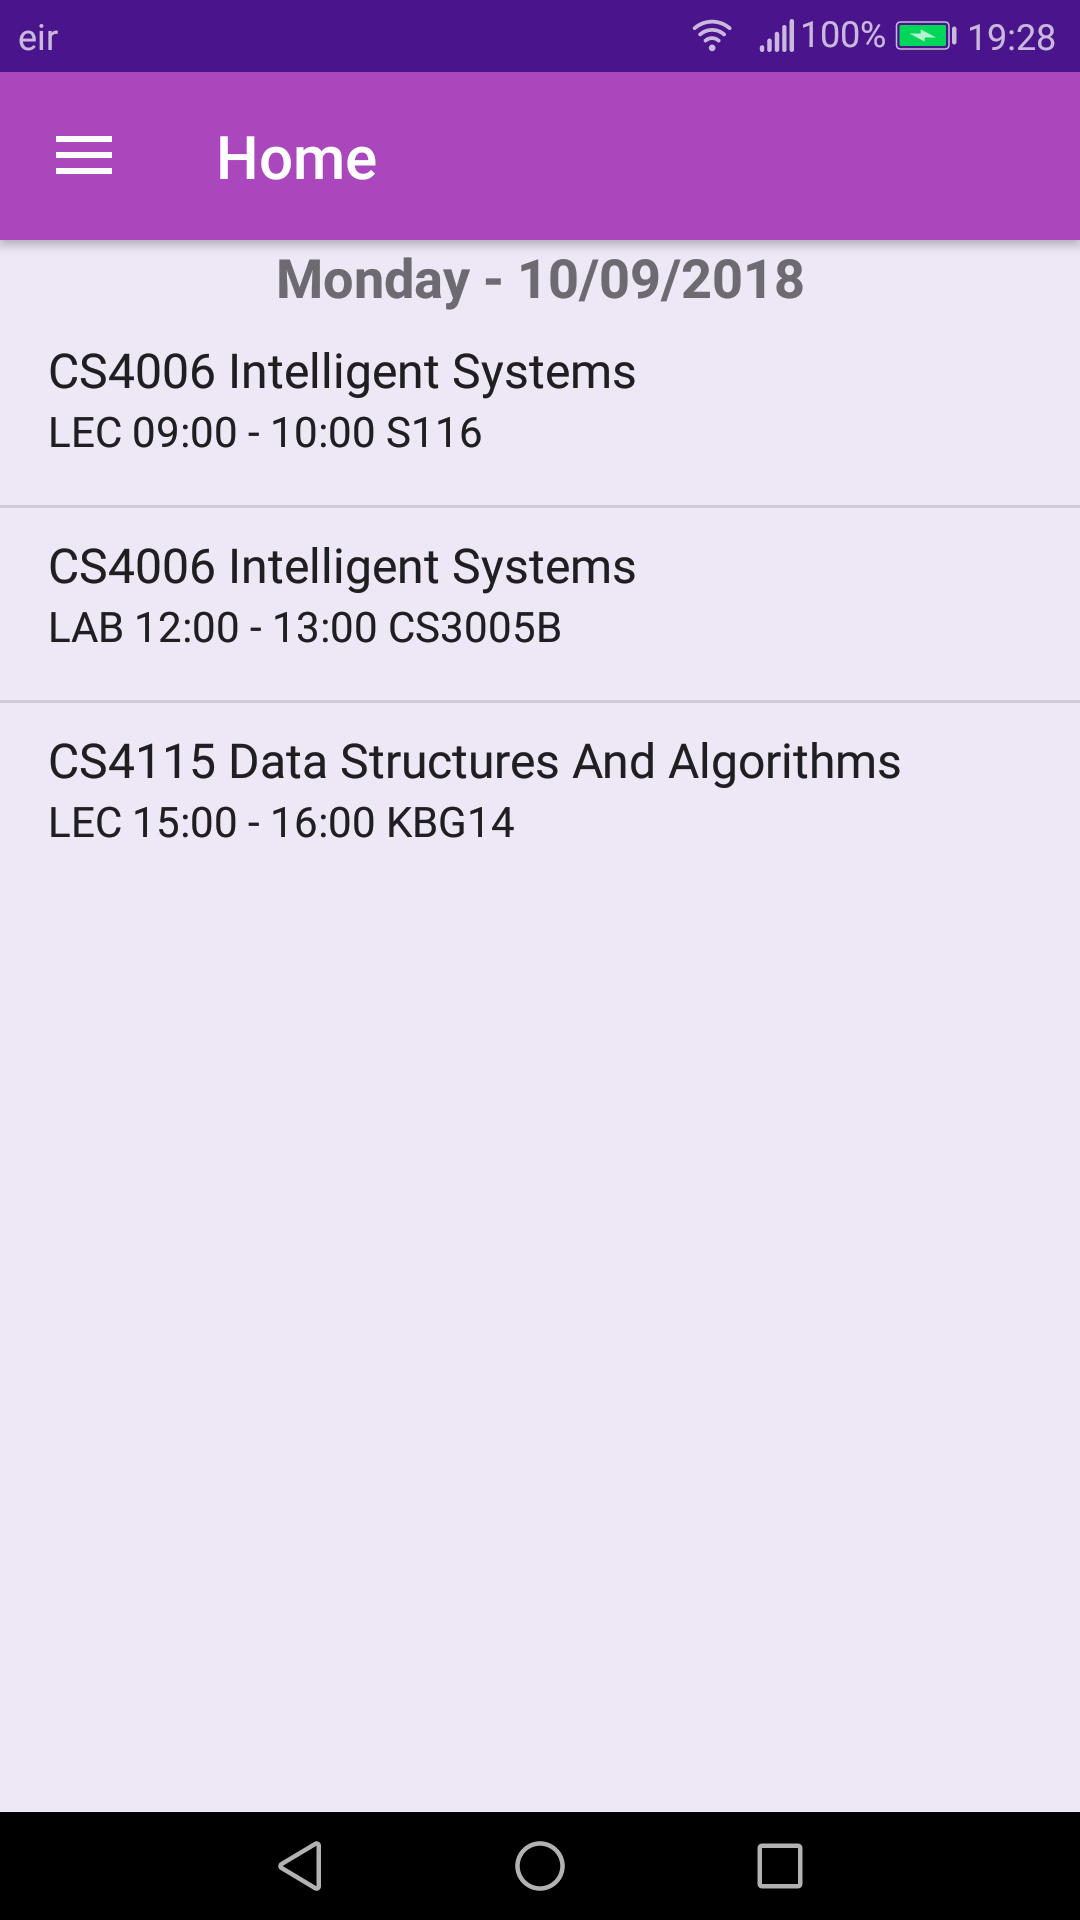 eir 100% 19:28
Home
Monday - 10/09/2018
CS4006 Intelligent Systems
LEC 09:00 - 10:00 S116
CS4006 Intelligent Systems
LAB 12:00 - 13:00 CS3005B
CS4115 Data Structures And Algorithms
LEC 15:00 - 16:00 KBG14